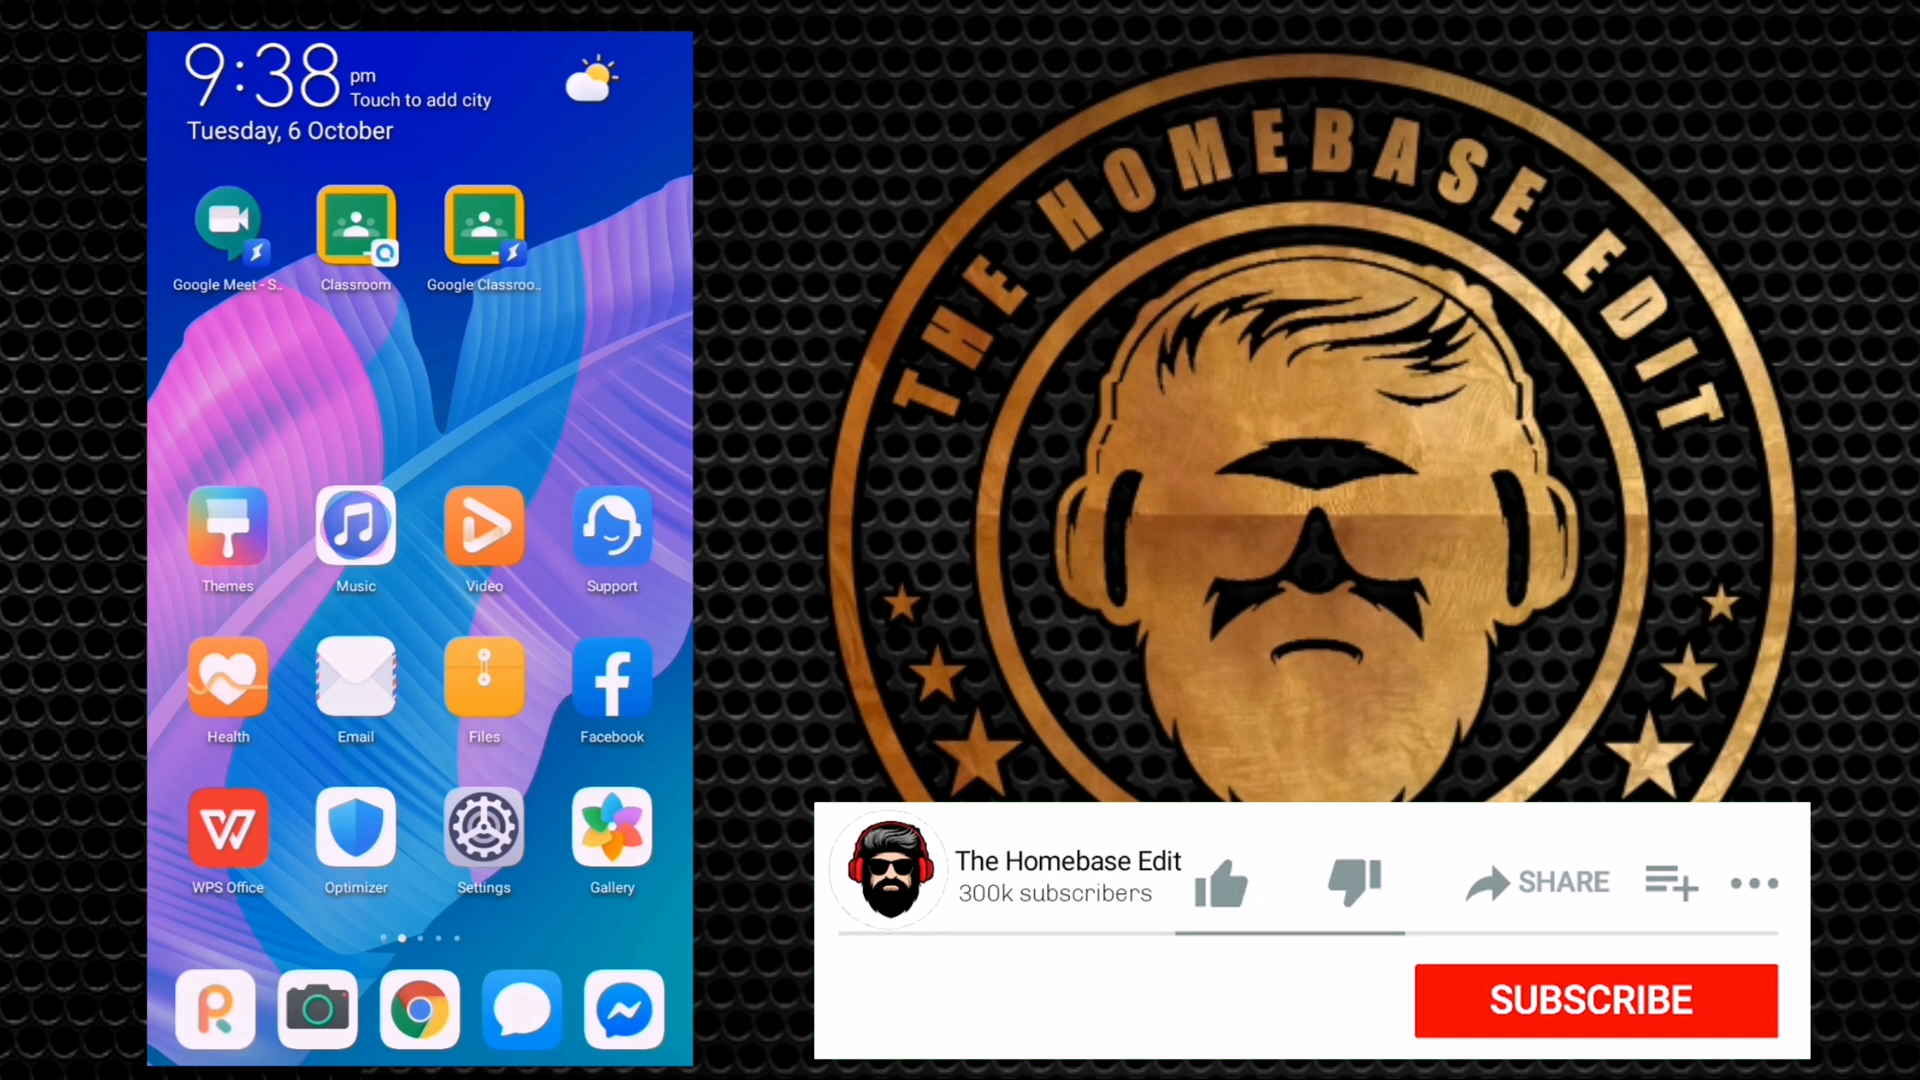 9:38 pm
Touch to add city
Tuesday, 6 October
Google Meet - S..
Classroom
Google Classroo..
Themes
Music
Video
Support
Health
Email
Files
Facebook
WPS Office
Optimizer
Settings
Gallery
THE HOMEBASE EDIT
The Homebase Edit
300k subscribers
SHARE
SUBSCRIBE